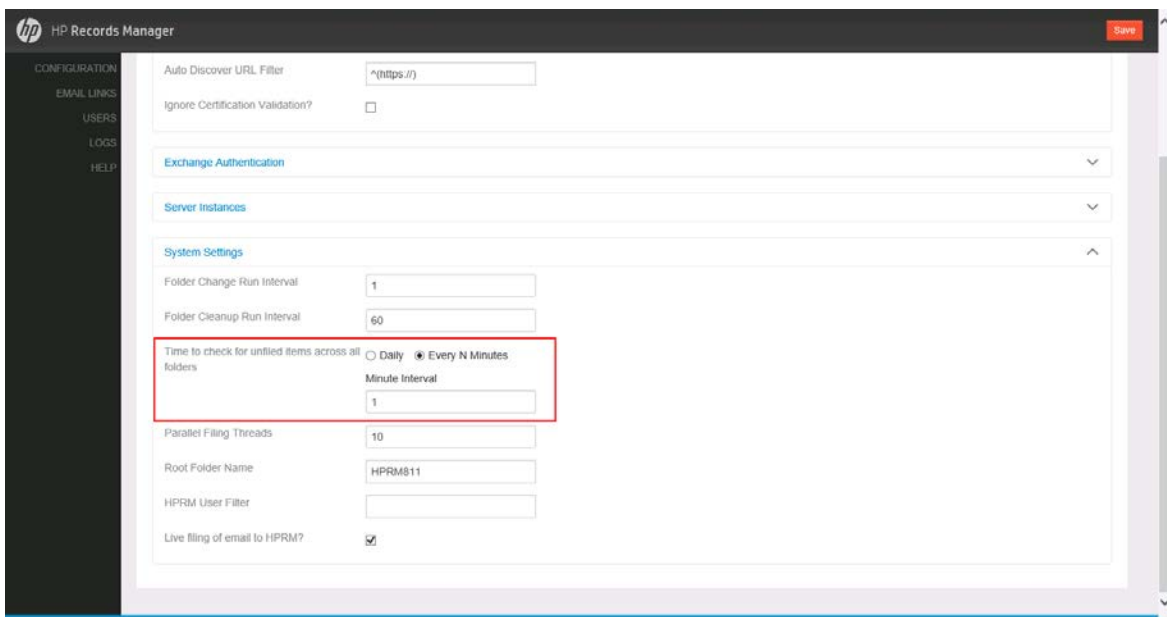 hp HP Records Manager
Save
CONFIGURATION
EMAIL LINKS
USERS
LOGS
HELP
Auto Discover URL Filter
^(https://)
Ignore Certification Validation?
Exchange Authentication
Server Instances
System Settings
Folder Change Run Interval
1
Folder Cleanup Run Interval
60
Time to check for unfiled items across all
folders
Daily Every N Minutes
Minute Interval
1
Parallel Filing Threads
10
Root Folder Name
HPRM811
HPRM User Filter
Live filing of email to HPRM?